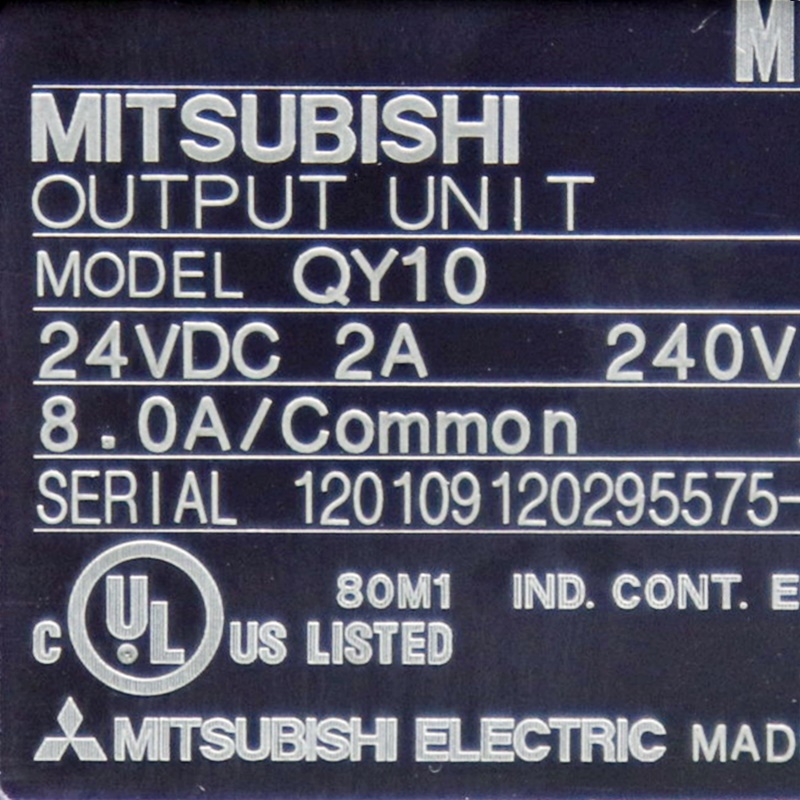 M
MITSUBISHI
OUTPUT UNIT
MODEL QY10
24VDC 2A 240V
8.0A/Common
SERIAL 120109120295575-
80M1 IND. CONT. E
C UL US LISTED
MITSUBISHI ELECTRIC MAD